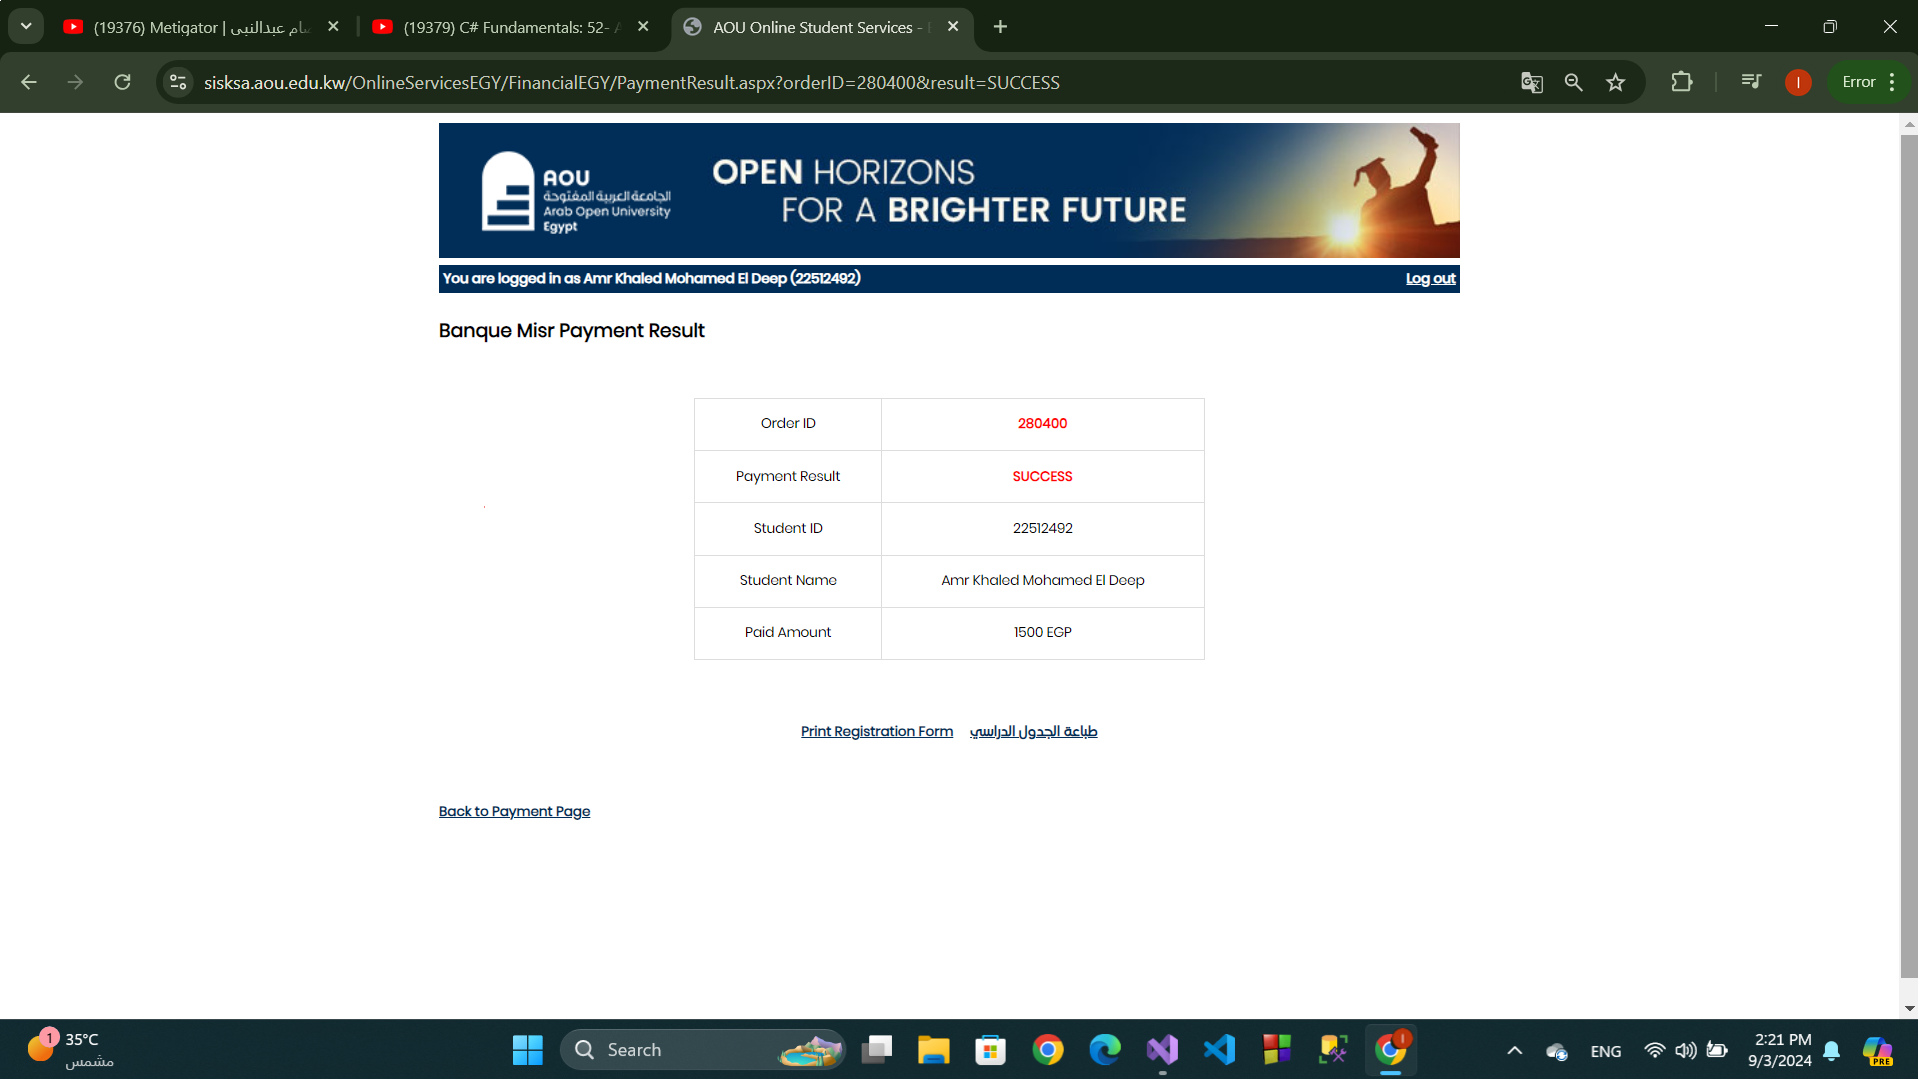 (19376) Metigator | عصام عبدالنبي
(19379) C# Fundamentals: 52-
AOU Online Student Services -
sisksa.aou.edu.kw/OnlineServicesEGY/FinancialEGY/PaymentResult.aspx?orderID=280400&result=SUCCESS
I
Error
AOU
الجامعة العربية المفتوحة
Arab Open University
Egypt
OPEN HORIZONS
FOR A BRIGHTER FUTURE
You are logged in as Amr Khaled Mohamed El Deep (22512492)
Log out
Banque Misr Payment Result
Order ID 280400
Payment Result SUCCESS
Student ID 22512492
Student Name Amr Khaled Mohamed El Deep
Paid Amount 1500 EGP
Print Registration Form طباعة الجدول الدراسي
Back to Payment Page
1
35°C
مشمس
Search
I
ENG
2:21 PM
9/3/2024
PRE